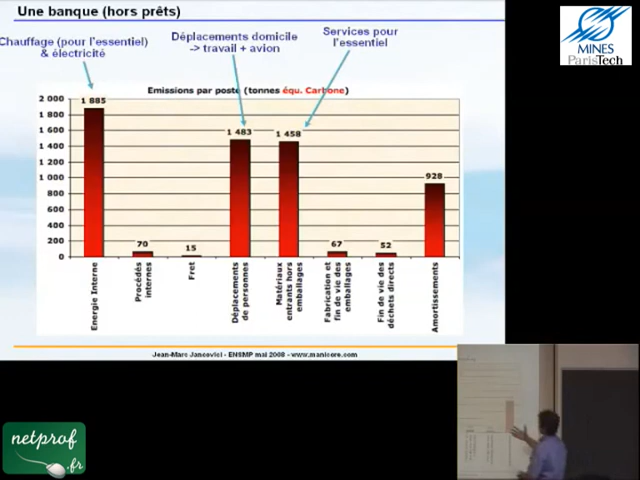 Une banque (hors prêts)
Chauffage (pour l'essentiel)
& électricité
Déplacements domicile
-> travail + avion
Services pour
l'essentiel
MINES
ParisTech
Emissions par poste (tonnes équ. Carbone)
2 000
1 800
1 600
1 400
1 200
1 000
800
600
400
200
0
1 885
70
15
1 483
1 458
67
52
928
Energie Interne
Procédés
internes
Fret
Déplacements
de personnes
Matériaux
entrants hors
emballages
Fabrication et
fin de vie des
emballages
Fin de vie des
déchets directs
Amortissements
Jean-Marc Jancovici - ENSMP mai 2008 - www.manicore.com
netprof
.fr